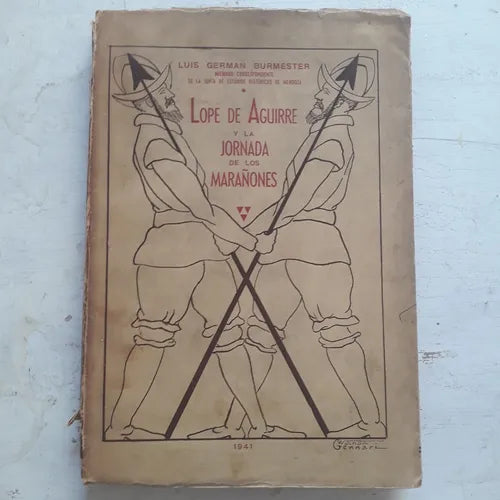 LUIS GERMAN BURMESTER
MIEMBRO CORRESPONDIENTE
DE LA JUNTA DE ESTUDIOS HISTÓRICOS DE MENDOZA
LOPE DE AGUIRRE
Y LA
JORNADA
DE LOS
MARAÑONES
1941
Gennari